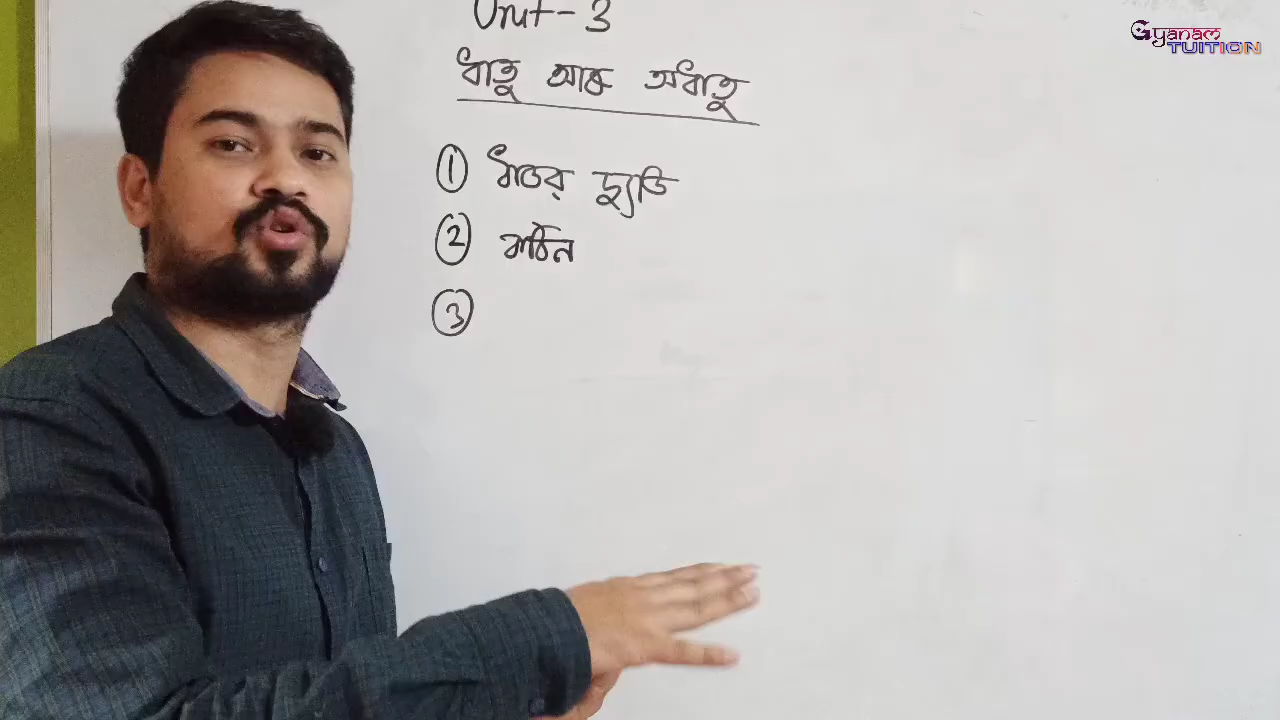 Gyanam
TUITION
Unit-3
ধাতু আৰু অধাতু
① ধাতৱ দ্যুতি
② কঠিন
③